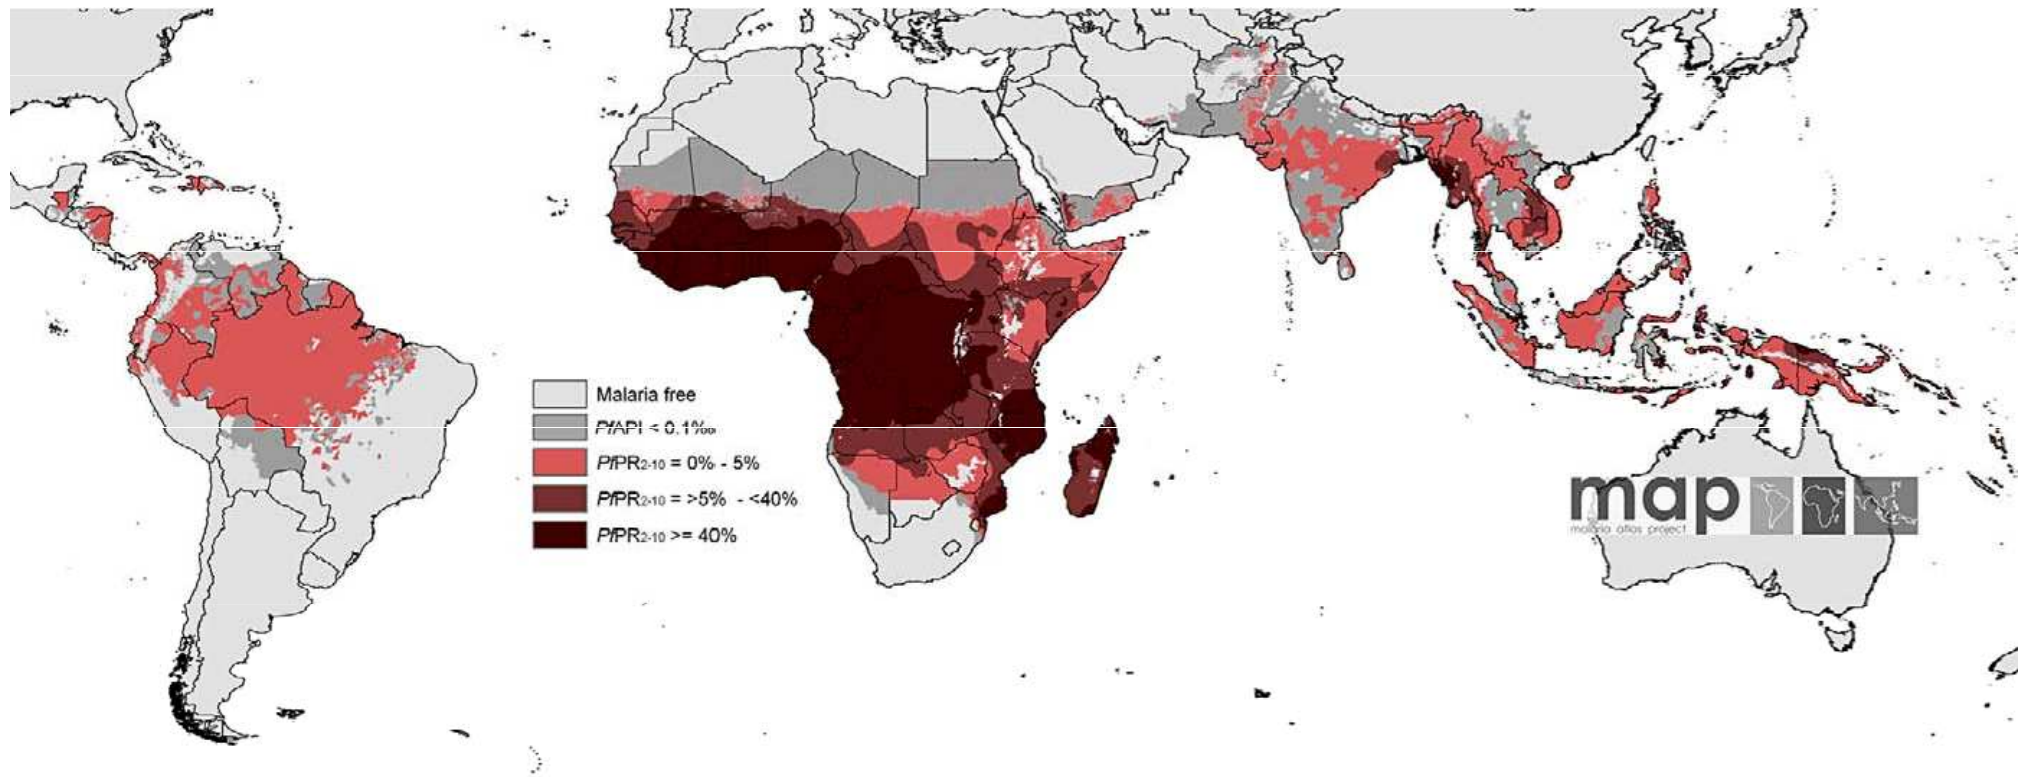 Malaria free
PfAPI < 0.1‰
PfPR2-10 = 0% - 5%
PfPR2-10 = >5% - <40%
PfPR2-10 >= 40%
map
malaria atlas project